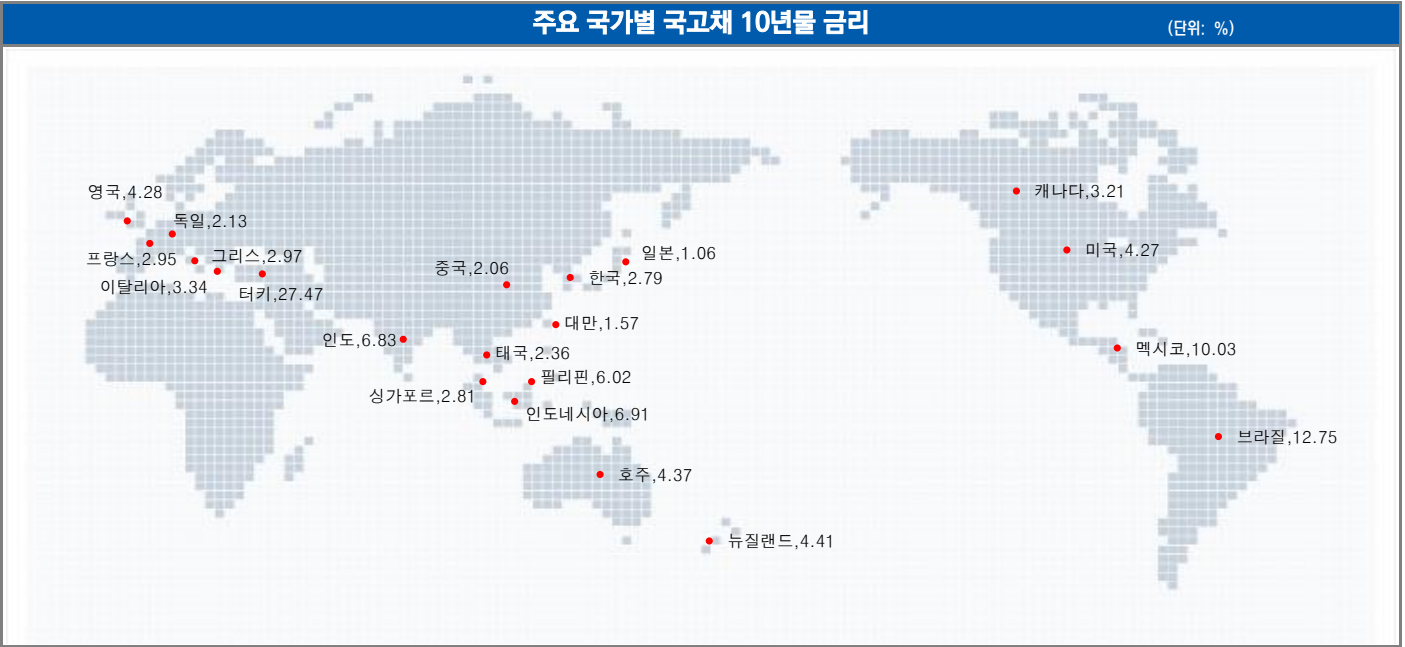 주요 국가별 국고채 10년물 금리
(단위: %)
영국,4.28
독일,2.13
프랑스,2.95
그리스,2.97
이탈리아,3.34
터키,27.47
중국,2.06
일본,1.06
한국,2.79
대만,1.57
인도,6.83
태국,2.36
필리핀,6.02
싱가포르,2.81
인도네시아,6.91
호주,4.37
뉴질랜드,4.41
캐나다,3.21
미국,4.27
멕시코,10.03
브라질,12.75